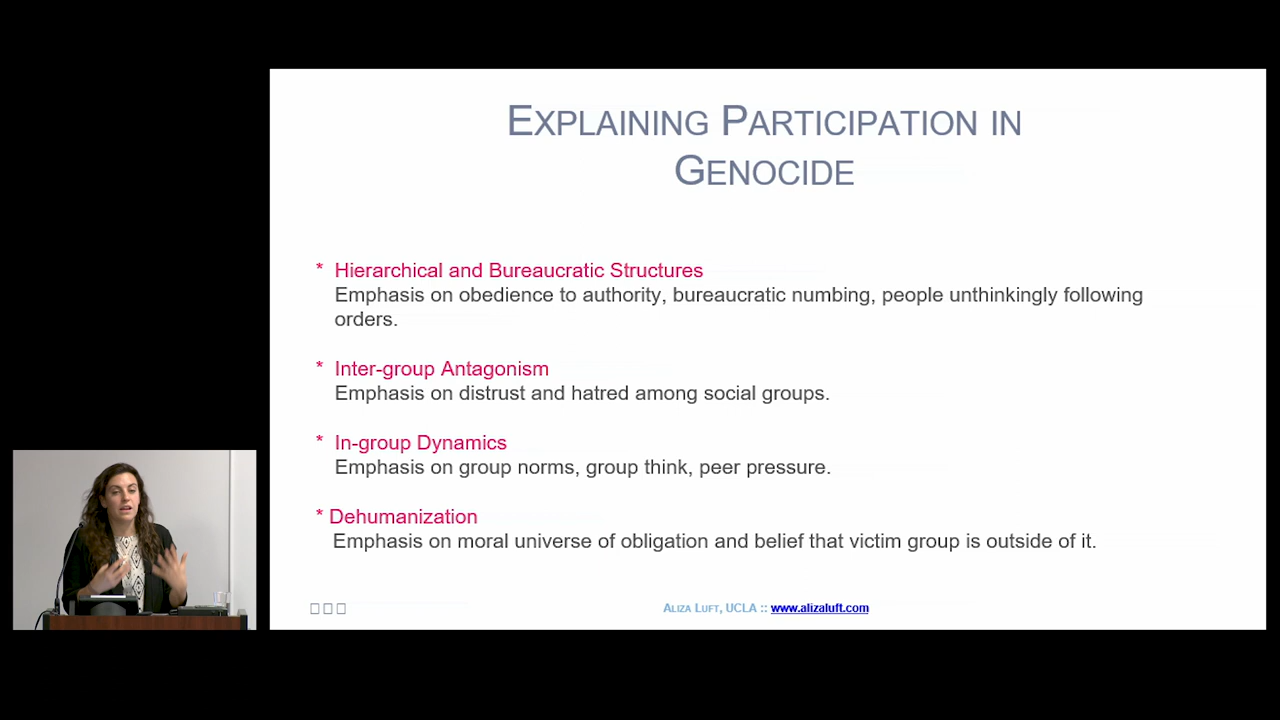 EXPLAINING PARTICIPATION IN
GENOCIDE
* Hierarchical and Bureaucratic Structures
Emphasis on obedience to authority, bureaucratic numbing, people unthinkingly following
orders.
* Inter-group Antagonism
Emphasis on distrust and hatred among social groups.
* In-group Dynamics
Emphasis on group norms, group think, peer pressure.
* Dehumanization
Emphasis on moral universe of obligation and belief that victim group is outside of it.
ALIZA LUFT, UCLA :: www.alizaluft.com